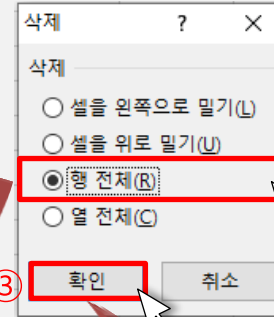 삭제 ? ×
삭제
셀을 왼쪽으로 밀기(L)
셀을 위로 밀기(U)
행 전체(R)
열 전체(C)
③ 확인 취소